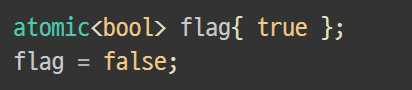 atomic<bool> flag{ true };
flag = false;